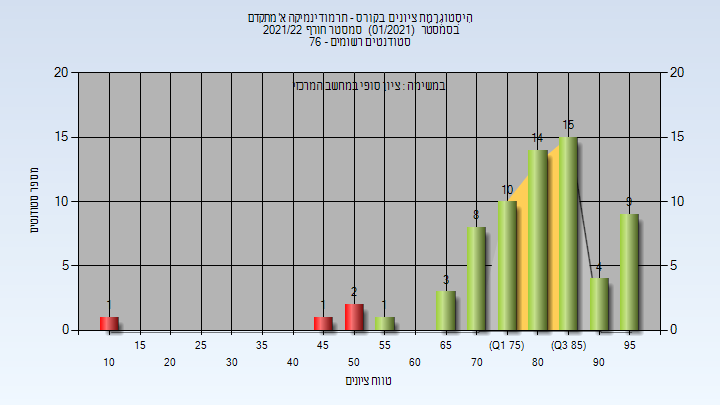 היסטוגרמת ציונים בקורס - תרמודינמיקה א' מתקדם
בסמסטר (01/2021) סמסטר חורף 2021/22
סטודנטים רשומים - 76
במשימה : ציון סופי במחשב המרכזי
מספר סטודנטים
20 20
15 15
10 10
5 5
0 0
1 1 2 1 3 8 10 14 15 4 9
15 25 35 45 55 65 (Q1 75) (Q3 85) 95
10 20 30 40 50 60 70 80 90
טווח ציונים